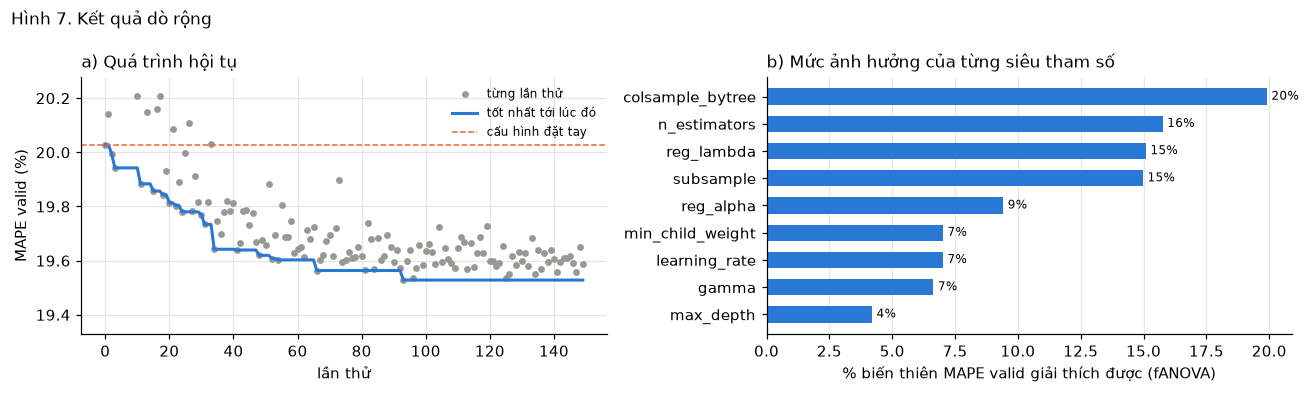 Hình 7. Kết quả dò rộng
a) Quá trình hội tụ
từng lần thử
tốt nhất tới lúc đó
cấu hình đặt tay
MAPE valid (%)
20.2
20.0
19.8
19.6
19.4
0 20 40 60 80 100 120 140
lần thử
b) Mức ảnh hưởng của từng siêu tham số
colsample_bytree 20%
n_estimators 16%
reg_lambda 15%
subsample 15%
reg_alpha 9%
min_child_weight 7%
learning_rate 7%
gamma 7%
max_depth 4%
0.0 2.5 5.0 7.5 10.0 12.5 15.0 17.5 20.0
% biến thiên MAPE valid giải thích được (fANOVA)